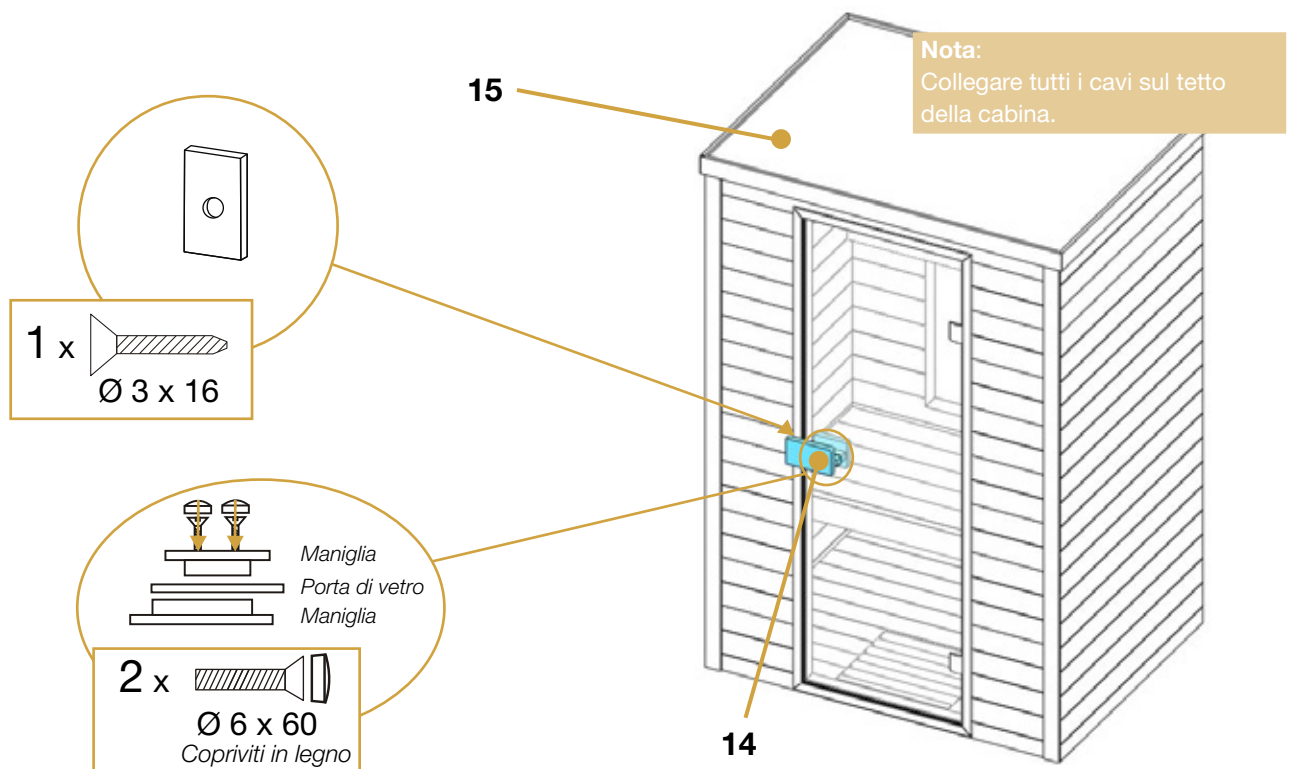 15
Nota:
Collegare tutti i cavi sul tetto
della cabina.
1 x
Ø 3 x 16
Maniglia
Porta di vetro
Maniglia
2 x
Ø 6 x 60
Copriviti in legno
14